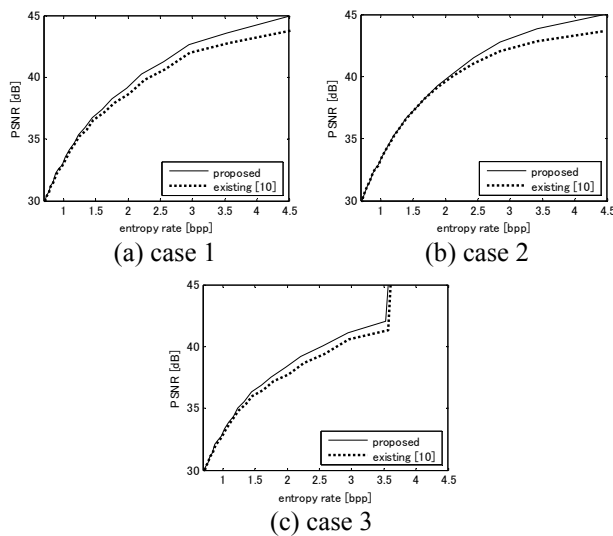 45
40
35
30
PSNR [dB]
proposed
existing [10]
1 1.5 2 2.5 3 3.5 4 4.5
entropy rate [bpp]
(a) case 1
45
40
35
30
PSNR [dB]
proposed
existing [10]
1 1.5 2 2.5 3 3.5 4 4.5
entropy rate [bpp]
(b) case 2
45
40
35
30
PSNR [dB]
proposed
existing [10]
1 1.5 2 2.5 3 3.5 4 4.5
entropy rate [bpp]
(c) case 3